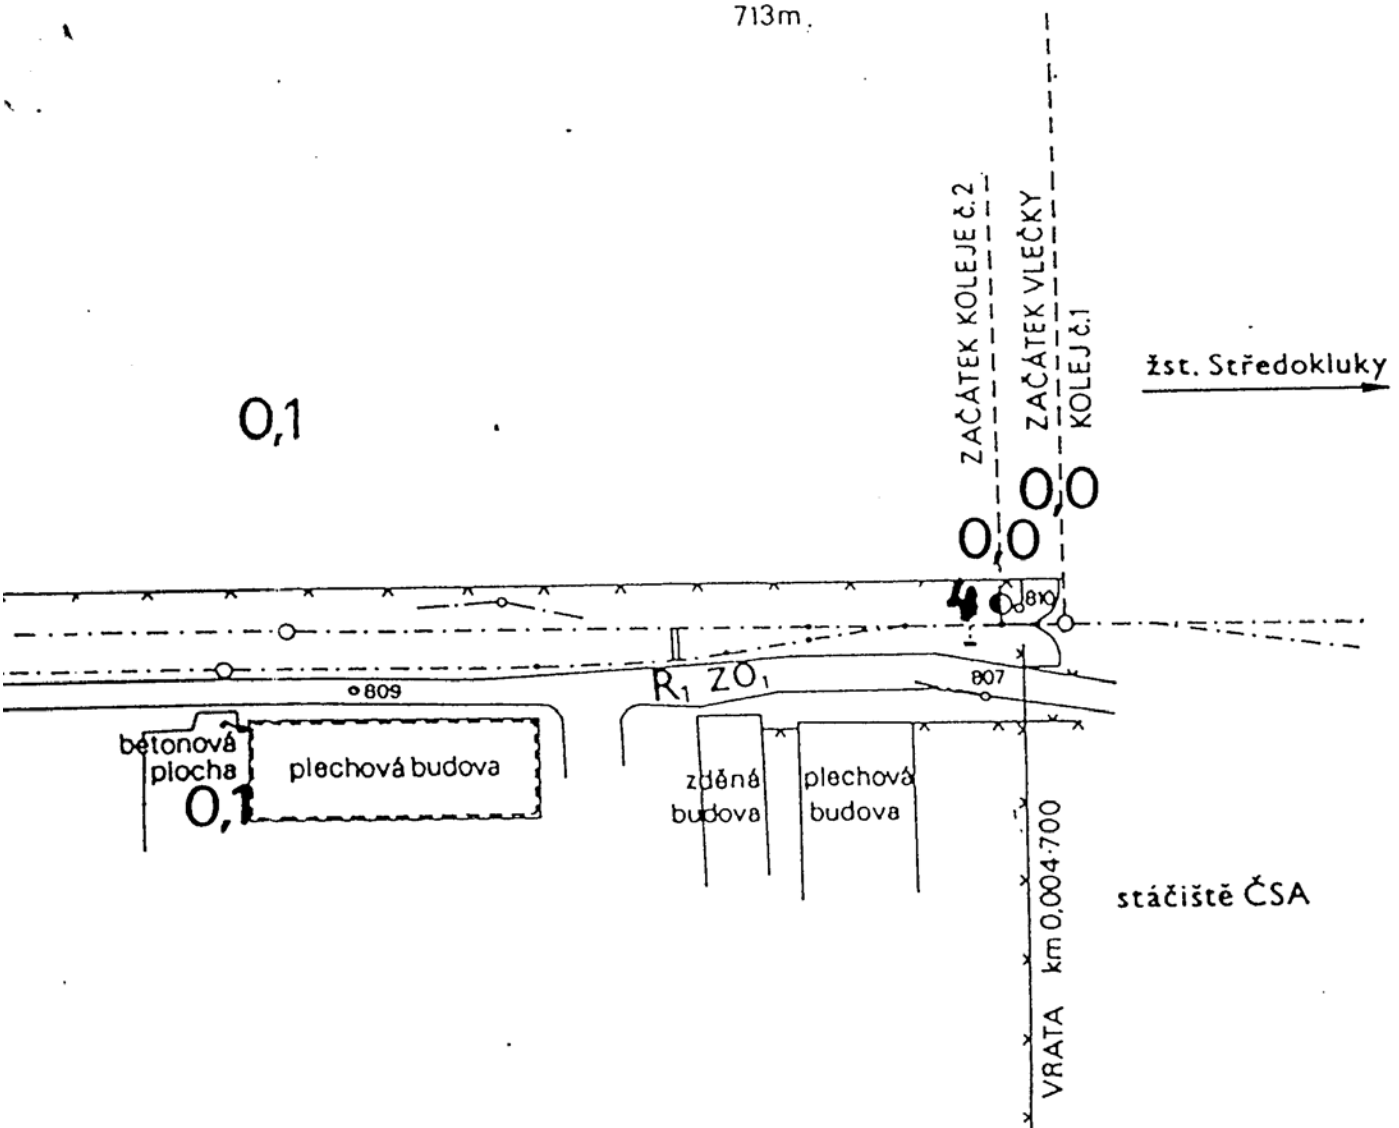 713m.
ZAČÁTEK KOLEJE č.2
ZAČÁTEK VLEČKY
KOLEJ č.1
žst. Středokluky
0,1
0,0
0,0
810
R1 ZO1
807
809
betonová
plocha
plechová budova
0,1
zděná
budova
plechová
budova
VRATA km 0,004·700
stáčiště ČSA